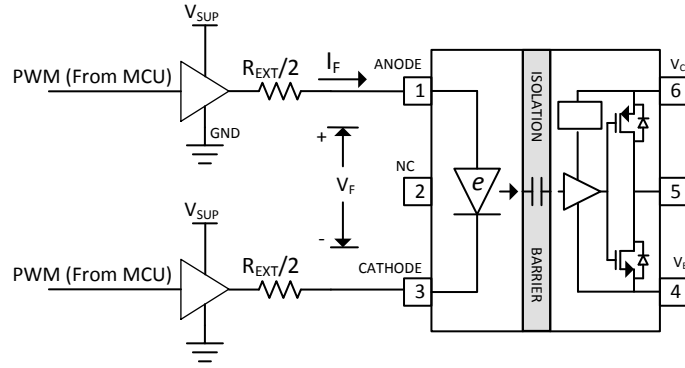 VSUP
PWM (From MCU)
REXT/2
IF
ANODE
1
GND
+
VF
-
NC
2
e
ISOLATION
BARRIER
6
5
VSUP
PWM (From MCU)
REXT/2
CATHODE
3
4